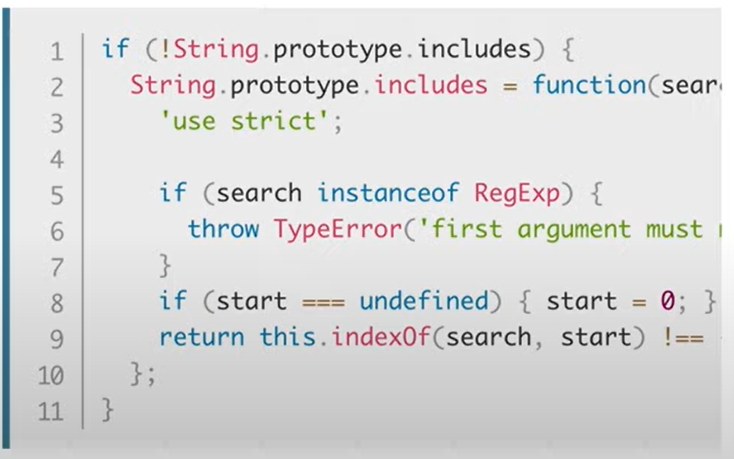 1 if (!String.prototype.includes) {
2 String.prototype.includes = function(
3 'use strict';
4
5 if (search instanceof RegExp) {
6 throw TypeError('first argument must
7 }
8 if (start === undefined) { start = 0; }
9 return this.indexOf(search, start) !==
10 };
11 }